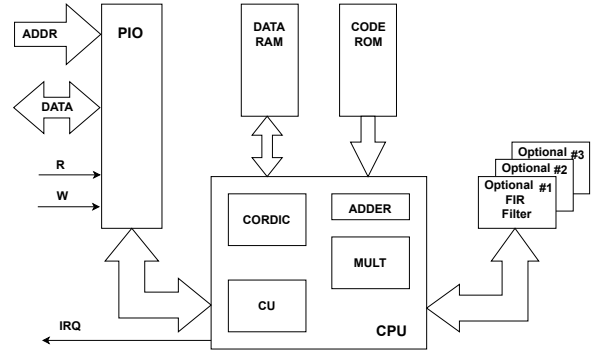 ADDR
PIO
DATA
R
W
IRQ
DATA
RAM
CODE
ROM
CORDIC
ADDER
MULT
CU
CPU
Optional #3
Optional #2
Optional #1
FIR
Filter